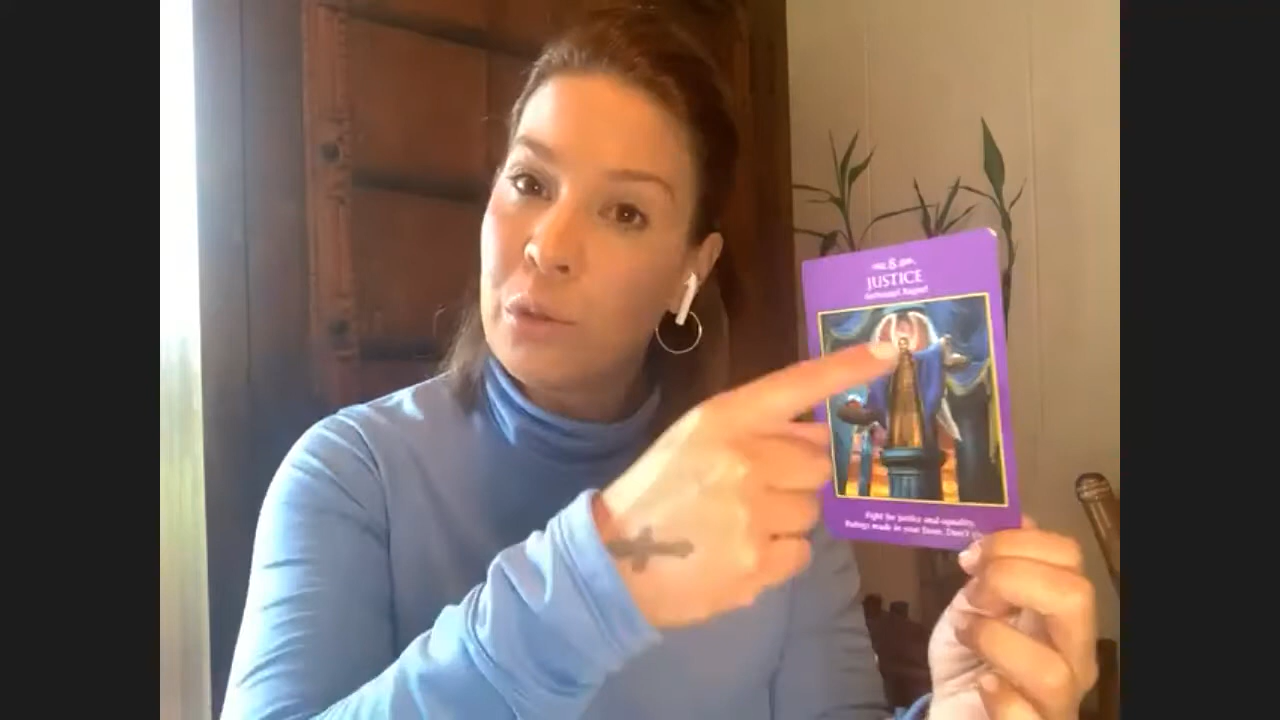 8
JUSTICE
Archangel Raguel
Fight for justice and equality.
Rulings made in your favor. Don't